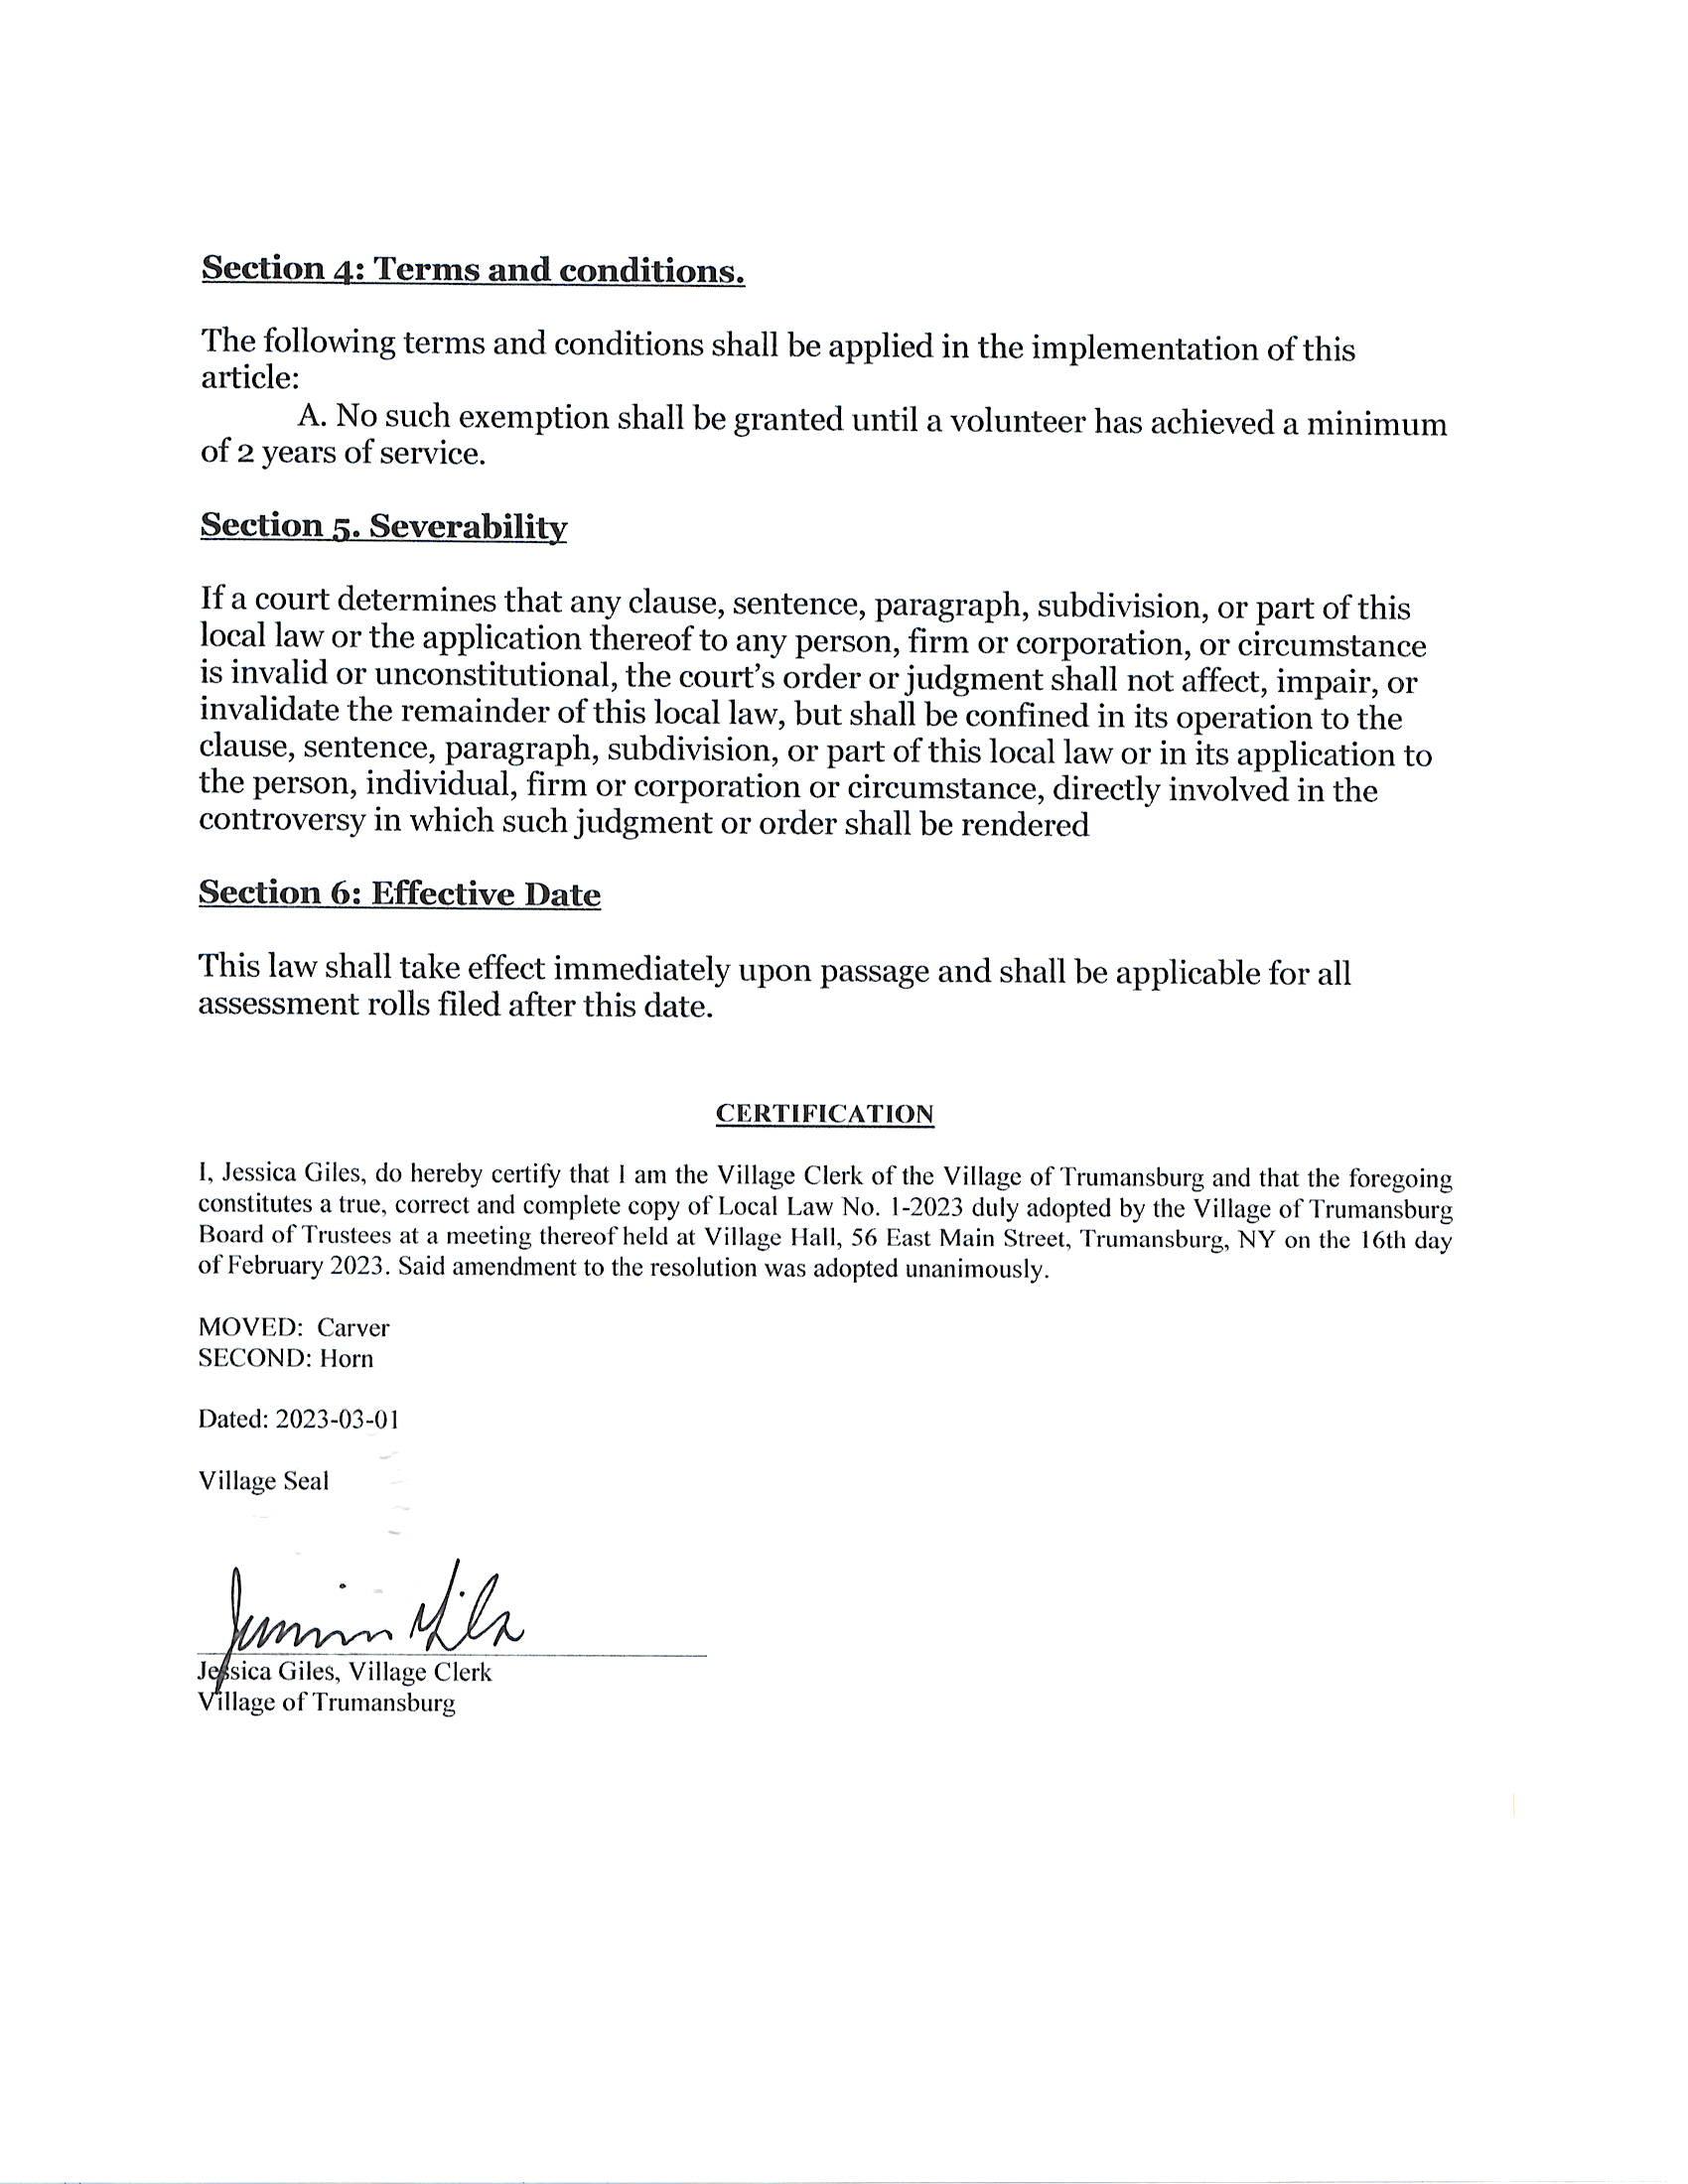 Section 4: Terms and conditions.
The following terms and conditions shall be applied in the implementation of this
article:
A. No such exemption shall be granted until a volunteer has achieved a minimum
of 2 years of service.
Section 5. Severability
If a court determines that any clause, sentence, paragraph, subdivision, or part of this
local law or the application thereof to any person, firm or corporation, or circumstance
is invalid or unconstitutional, the court's order or judgment shall not affect, impair, or
invalidate the remainder of this local law, but shall be confined in its operation to the
clause, sentence, paragraph, subdivision, or part of this local law or in its application to
the person, individual, firm or corporation or circumstance, directly involved in the
controversy in which such judgment or order shall be rendered
Section 6: Effective Date
This law shall take effect immediately upon passage and shall be applicable for all
assessment rolls filed after this date.
CERTIFICATION
I, Jessica Giles, do hereby certify that I am the Village Clerk of the Village of Trumansburg and that the foregoing
constitutes a true, correct and complete copy of Local Law No. 1-2023 duly adopted by the Village of Trumansburg
Board of Trustees at a meeting thereof held at Village Hall, 56 East Main Street, Trumansburg, NY on the 16th day
of February 2023. Said amendment to the resolution was adopted unanimously.
MOVED: Carver
SECOND: Horn
Dated: 2023-03-01
Village Seal
Jessica Giles, Village Clerk
Village of Trumansburg